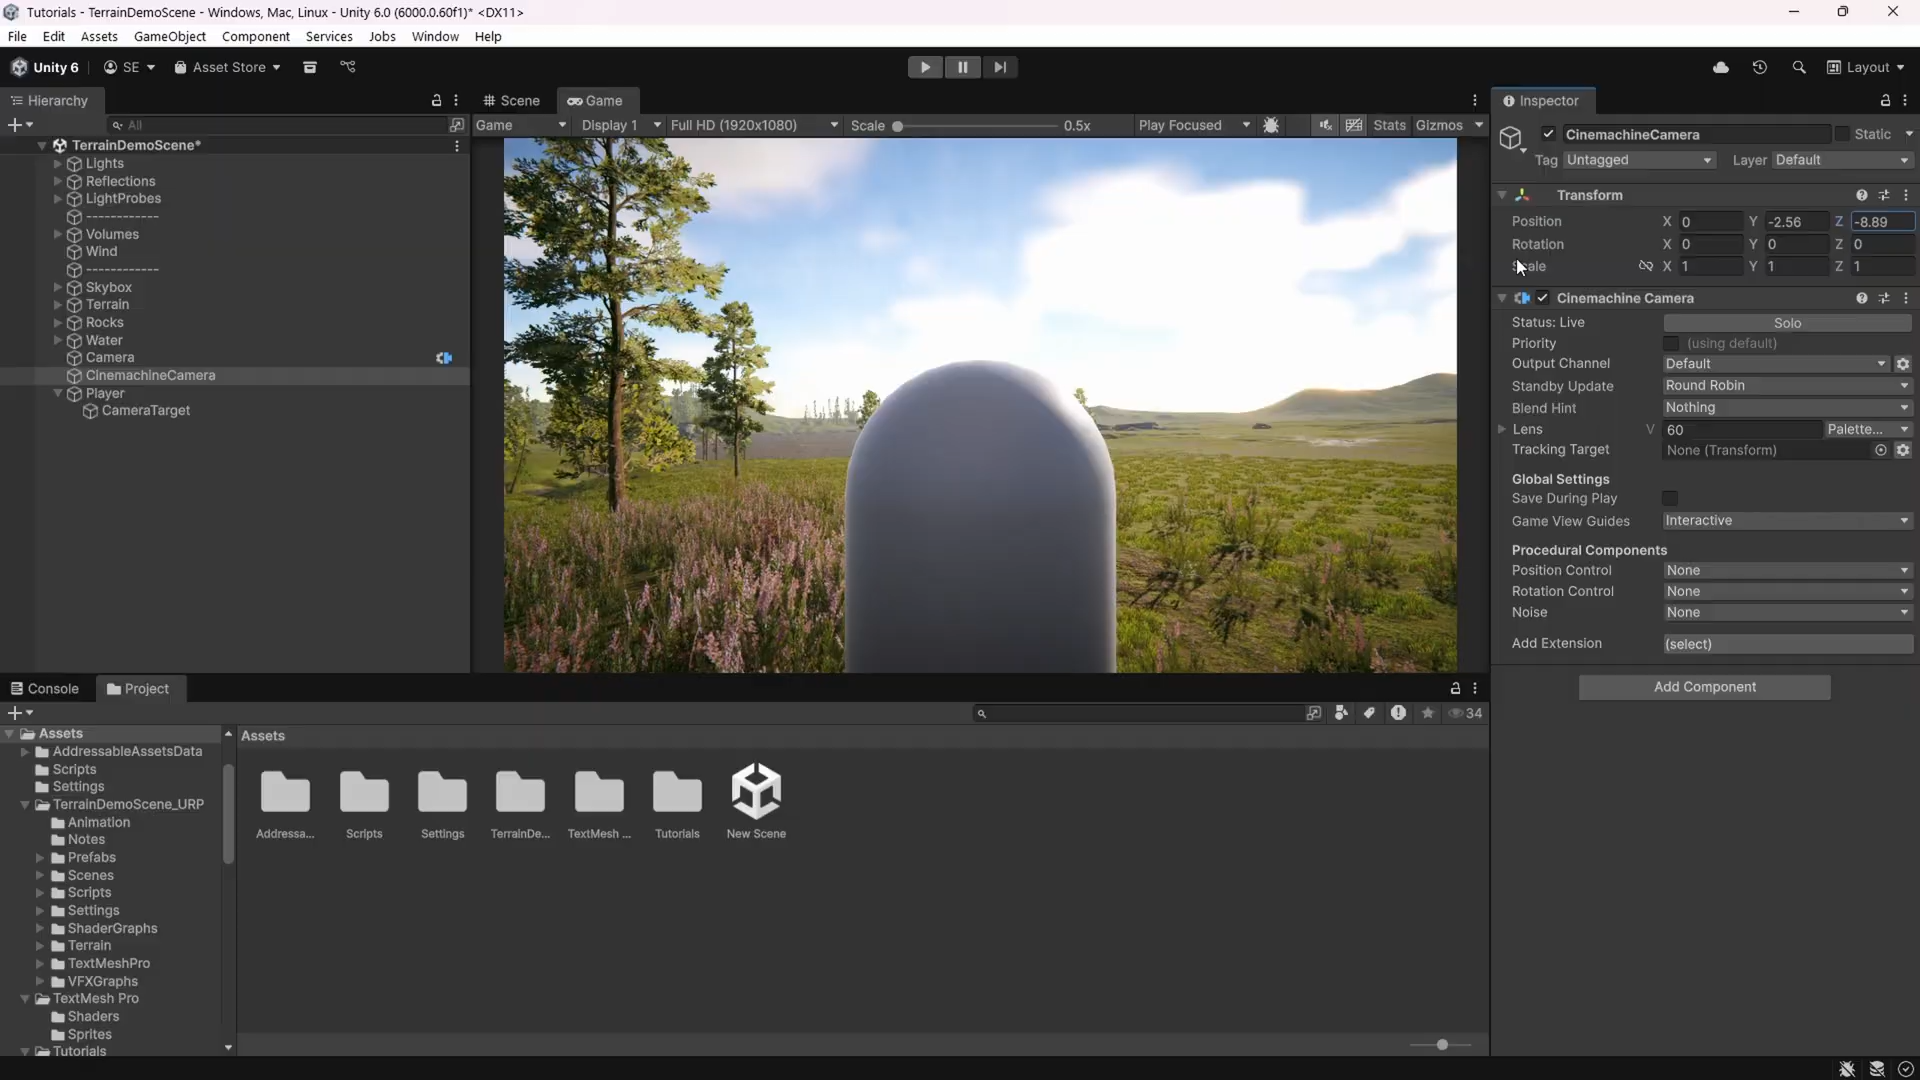 Tutorials - TerrainDemoScene - Windows, Mac, Linux - Unity 6.0 (6000.0.60f1)* <DX11>
File Edit Assets GameObject Component Services Jobs Window Help
Unity 6 SE Asset Store Layout
Hierarchy
All
TerrainDemoScene*
Lights
Reflections
LightProbes
------------
Volumes
Wind
------------
Skybox
Terrain
Rocks
Water
Camera
CinemachineCamera
Player
CameraTarget
Scene Game
Game Display 1 Full HD (1920x1080) Scale 0.5x Play Focused Stats Gizmos
Inspector
CinemachineCamera Static
Tag Untagged Layer Default
Transform
Position X 0 Y -2.56 Z -8.89
Rotation X 0 Y 0 Z 0
Scale X 1 Y 1 Z 1
Cinemachine Camera
Status: Live Solo
Priority (using default)
Output Channel Default
Standby Update Round Robin
Blend Hint Nothing
Lens V 60 Palette...
Tracking Target None (Transform)
Global Settings
Save During Play
Game View Guides Interactive
Procedural Components
Position Control None
Rotation Control None
Noise None
Add Extension (select)
Add Component
Console Project
34
Assets
AddressableAssetsData
Scripts
Settings
TerrainDemoScene_URP
Animation
Notes
Prefabs
Scenes
Scripts
Settings
ShaderGraphs
Terrain
TextMeshPro
VFXGraphs
TextMesh Pro
Shaders
Sprites
Tutorials
Assets
Addressa... Scripts Settings TerrainDe... TextMesh ... Tutorials New Scene